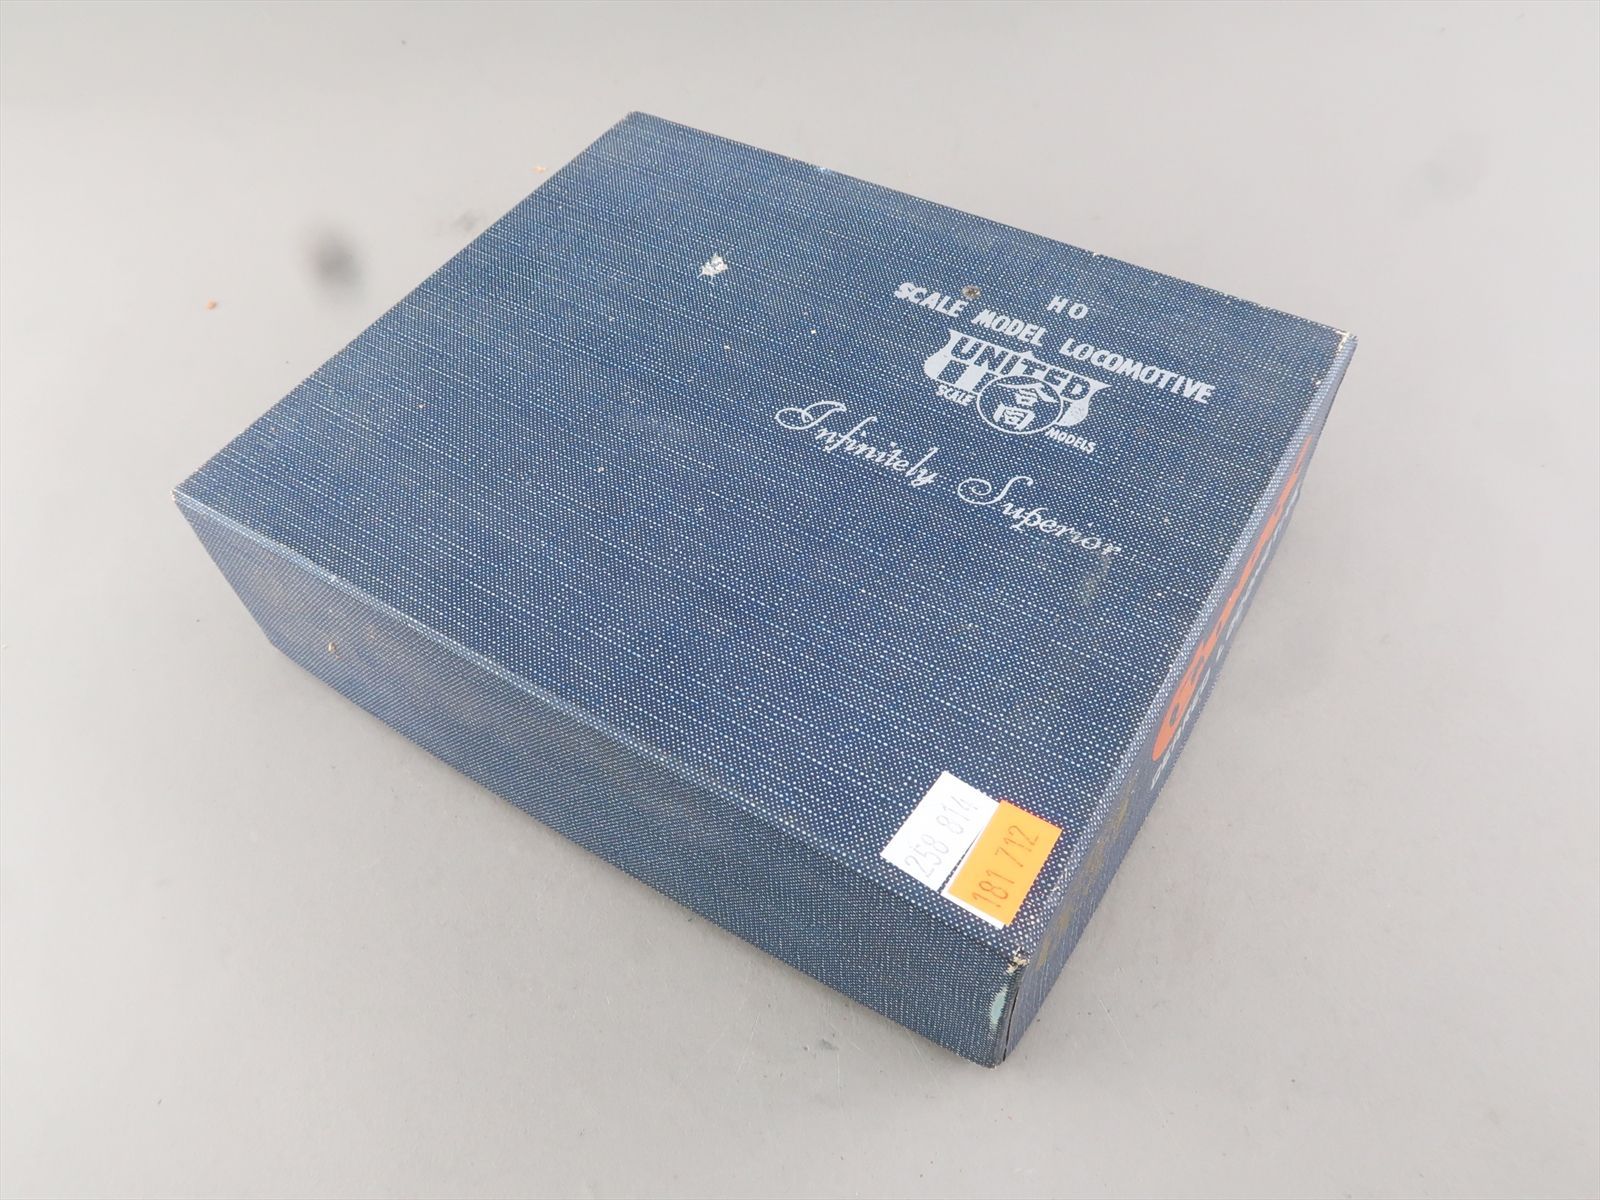 HO
SCALE MODEL LOCOMOTIVE
UNITED
SCALE
合同
MODELS
Infinitely Superior
258 814
181 712